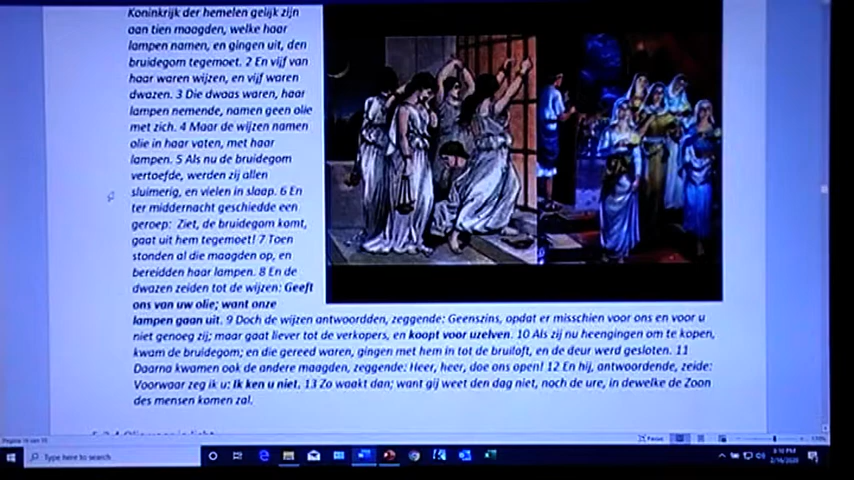 Koninkrijk der hemelen gelijk zijn
aan tien maagden, welke haar
lampen namen, en gingen uit, den
bruidegom tegemoet. 2 En vijf van
haar waren wijzen, en vijf waren
dwazen. 3 Die dwaas waren, haar
lampen nemende, namen geen olie
met zich. 4 Maar de wijzen namen
olie in haar vaten, met haar
lampen. 5 Als nu de bruidegom
vertoefde, werden zij allen
sluimerig, en vielen in slaap. 6 En
ter middernacht geschiedde een
geroep: Ziet, de bruidegom komt,
gaat uit hem tegemoet! 7 Toen
stonden al die maagden op, en
bereidden haar lampen. 8 En de
dwazen zeiden tot de wijzen: Geeft
ons van uw olie; want onze
lampen gaan uit. 9 Doch de wijzen antwoordden, zeggende: Geenszins, opdat er misschien voor ons en voor u
niet genoeg zij; maar gaat liever tot de verkopers, en koopt voor uzelven. 10 Als zij nu heengingen om te kopen,
kwam de bruidegom; en die gereed waren, gingen met hem in tot de bruiloft, en de deur werd gesloten. 11
Daarna kwamen ook de andere maagden, zeggende: Heer, heer, doe ons open! 12 En hij, antwoordende, zeide:
Voorwaar zeg ik u: Ik ken u niet. 13 Zo waakt dan; want gij weet den dag niet, noch de ure, in dewelke de Zoon
des mensen komen zal.
Focus
170%
Type here to search
3:10 PM
2/16/2020